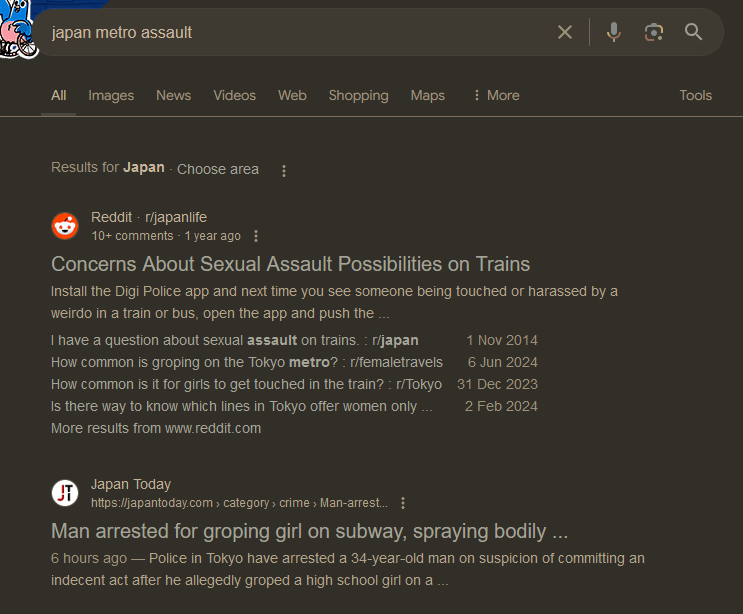 japan metro assault
All Images News Videos Web Shopping Maps More Tools
Results for Japan · Choose area
Reddit · r/japanlife
10+ comments · 1 year ago
Concerns About Sexual Assault Possibilities on Trains
Install the Digi Police app and next time you see someone being touched or harassed by a
weirdo in a train or bus, open the app and push the ...
I have a question about sexual assault on trains. : r/japan 1 Nov 2014
How common is groping on the Tokyo metro? : r/femaletravels 6 Jun 2024
How common is it for girls to get touched in the train? : r/Tokyo 31 Dec 2023
Is there way to know which lines in Tokyo offer women only ... 2 Feb 2024
More results from www.reddit.com
JT
Japan Today
https://japantoday.com › category › crime › Man-arrest...
Man arrested for groping girl on subway, spraying bodily ...
6 hours ago — Police in Tokyo have arrested a 34-year-old man on suspicion of committing an
indecent act after he allegedly groped a high school girl on a ...